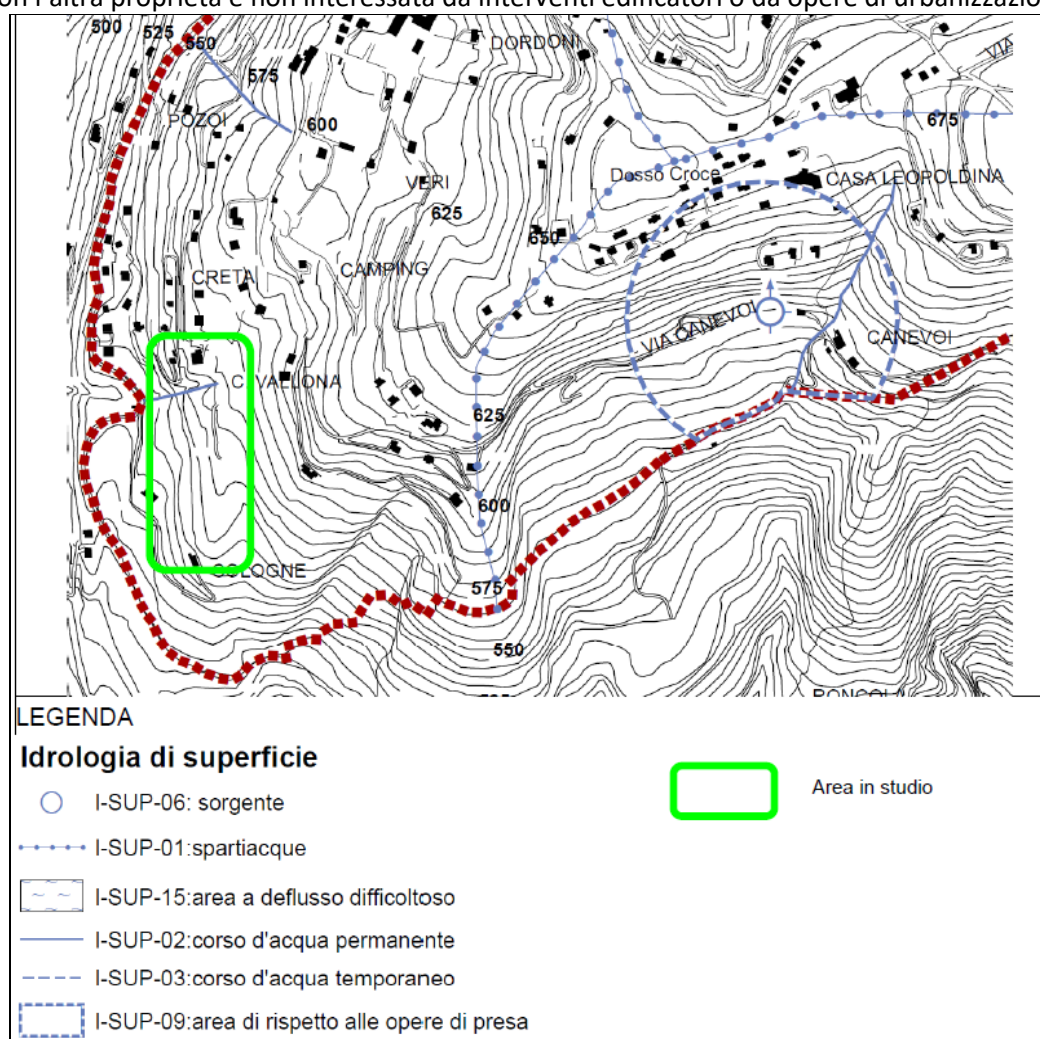 on l'altra proprietà e non interessata da interventi edificatori o da opere di urbanizzazio
500
525
550
575
600
POZOI
DORDONI
VIA
675
VERI
625
Dosso Croce
CASA LEOPOLDINA
650
CRETA
CAMPING
VIA CANEVOI
CANEVOI
C. VALLONA
625
600
COLOGNE
575
550
LEGENDA
Idrologia di superficie
I-SUP-06: sorgente
Area in studio
I-SUP-01:spartiacque
I-SUP-15:area a deflusso difficoltoso
I-SUP-02:corso d'acqua permanente
I-SUP-03:corso d'acqua temporaneo
I-SUP-09:area di rispetto alle opere di presa